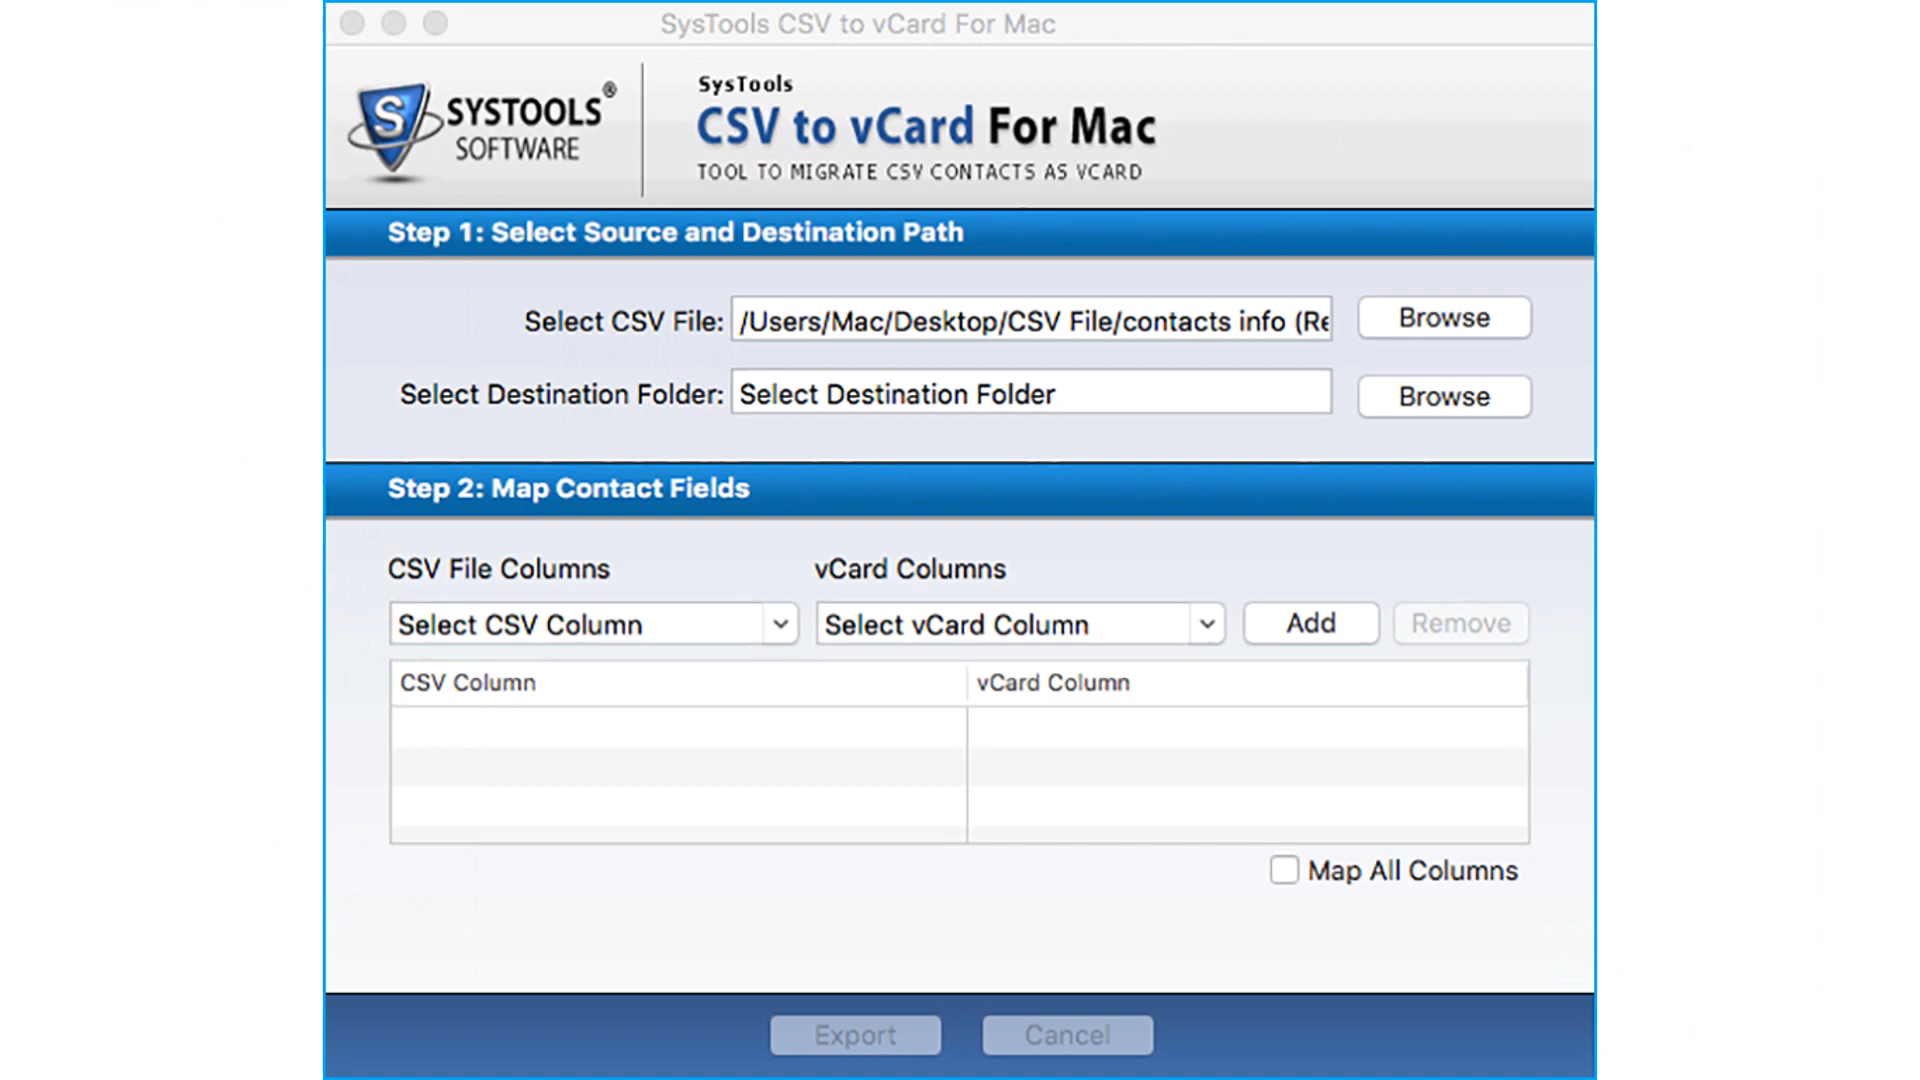 SysTools CSV to vCard For Mac
S
SYSTOOLS®
SOFTWARE
SysTools
CSV to vCard For Mac
TOOL TO MIGRATE CSV CONTACTS AS VCARD
Step 1: Select Source and Destination Path
Select CSV File: /Users/Mac/Desktop/CSV File/contacts info (Re Browse
Select Destination Folder: Select Destination Folder Browse
Step 2: Map Contact Fields
CSV File Columns vCard Columns
Select CSV Column Select vCard Column Add Remove
CSV Column vCard Column
Map All Columns
Export Cancel